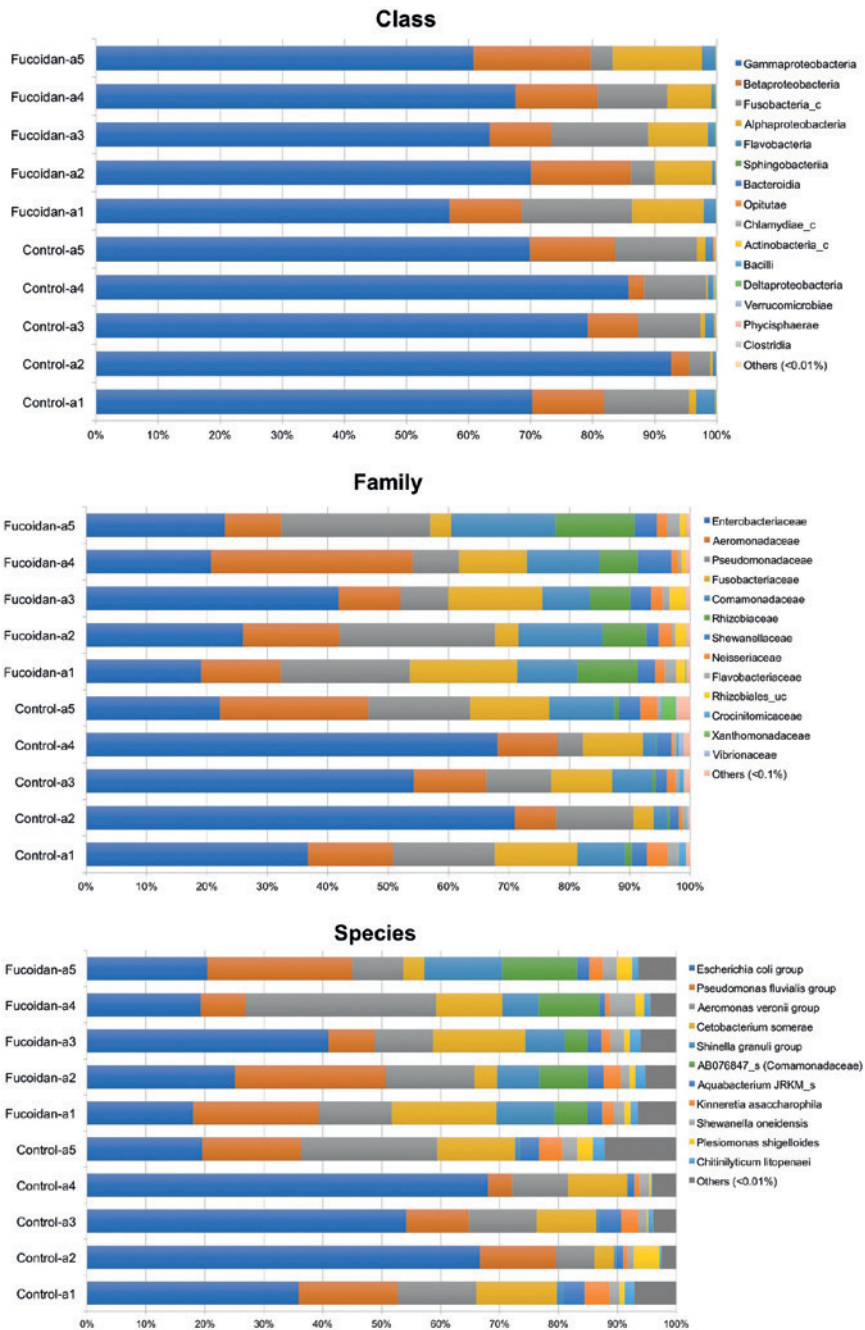 Class
Fucoidan-a5
Fucoidan-a4
Fucoidan-a3
Fucoidan-a2
Fucoidan-a1
Control-a5
Control-a4
Control-a3
Control-a2
Control-a1
0% 10% 20% 30% 40% 50% 60% 70% 80% 90% 100%
Gammaproteobacteria
Betaproteobacteria
Fusobacteria_c
Alphaproteobacteria
Flavobacteria
Sphingobacteriia
Bacteroidia
Opitutae
Chlamydiae_c
Actinobacteria_c
Bacilli
Deltaproteobacteria
Verrucomicrobiae
Phycisphaerae
Clostridia
Others (<0.01%)
Family
Fucoidan-a5
Fucoidan-a4
Fucoidan-a3
Fucoidan-a2
Fucoidan-a1
Control-a5
Control-a4
Control-a3
Control-a2
Control-a1
0% 10% 20% 30% 40% 50% 60% 70% 80% 90% 100%
Enterobacteriaceae
Aeromonadaceae
Pseudomonadaceae
Fusobacteriaceae
Comamonadaceae
Rhizobiaceae
Shewanellaceae
Neisseriaceae
Flavobacteriaceae
Rhizobiales_uc
Crocinitomicaceae
Xanthomonadaceae
Vibrionaceae
Others (<0.1%)
Species
Fucoidan-a5
Fucoidan-a4
Fucoidan-a3
Fucoidan-a2
Fucoidan-a1
Control-a5
Control-a4
Control-a3
Control-a2
Control-a1
0% 10% 20% 30% 40% 50% 60% 70% 80% 90% 100%
Escherichia coli group
Pseudomonas fluvialis group
Aeromonas veronii group
Cetobacterium somerae
Shinella granuli group
AB076847_s (Comamonadaceae)
Aquabacterium JRKM_s
Kinneretia asaccharophila
Shewanella oneidensis
Plesiomonas shigelloides
Chitinilyticum litopenaei
Others (<0.01%)